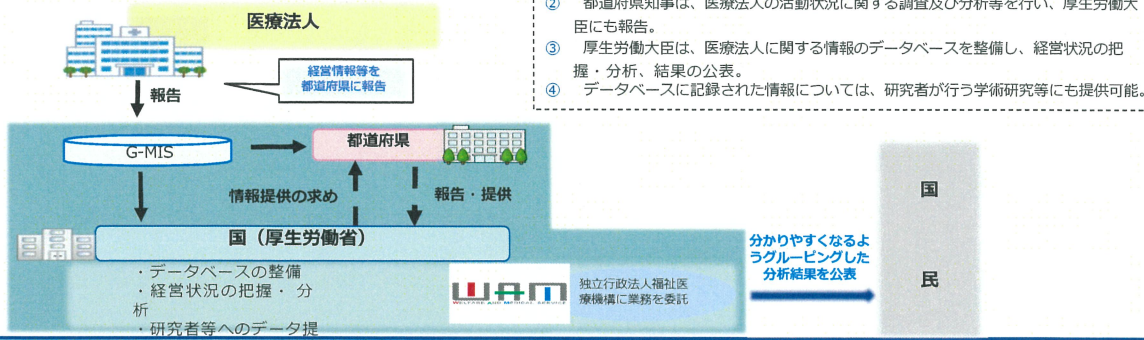 医療法人
経営情報等を
都道府県に報告
報告
② 都道府県知事は、医療法人の活動状況に関する調査及び分析等を行い、厚生労働大
臣にも報告。
③ 厚生労働大臣は、医療法人に関する情報のデータベースを整備し、経営状況の把
握・分析、結果の公表。
④ データベースに記録された情報については、研究者が行う学術研究等にも提供可能。
G-MIS
都道府県
情報提供の求め
報告・提供
国（厚生労働省）
・データベースの整備
・経営状況の把握・ 分
析
・研究者等へのデータ提
WAM
WELFARE AND MEDICAL SERVICE
独立行政法人福祉医
療機構に業務を委託
分かりやすくなるよ
うグルーピングした
分析結果を公表
国
民